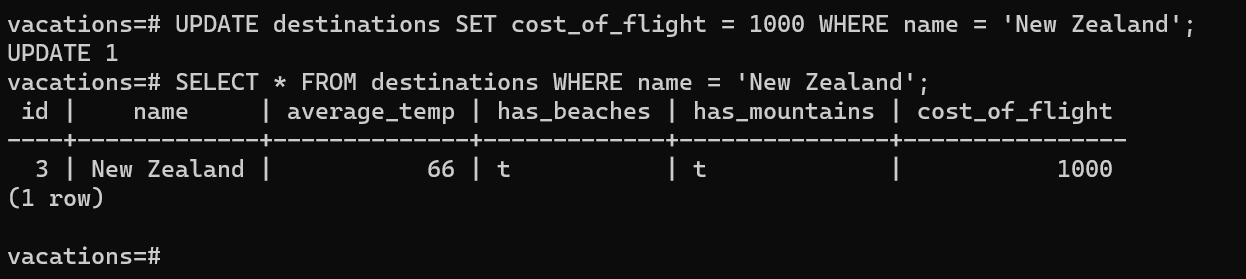 vacations=# UPDATE destinations SET cost_of_flight = 1000 WHERE name = 'New Zealand';
UPDATE 1
vacations=# SELECT * FROM destinations WHERE name = 'New Zealand';
 id |    name     | average_temp | has_beaches | has_mountains | cost_of_flight
----+-------------+--------------+-------------+---------------+----------------
  3 | New Zealand |           66 | t           | t             |           1000
(1 row)

vacations=#